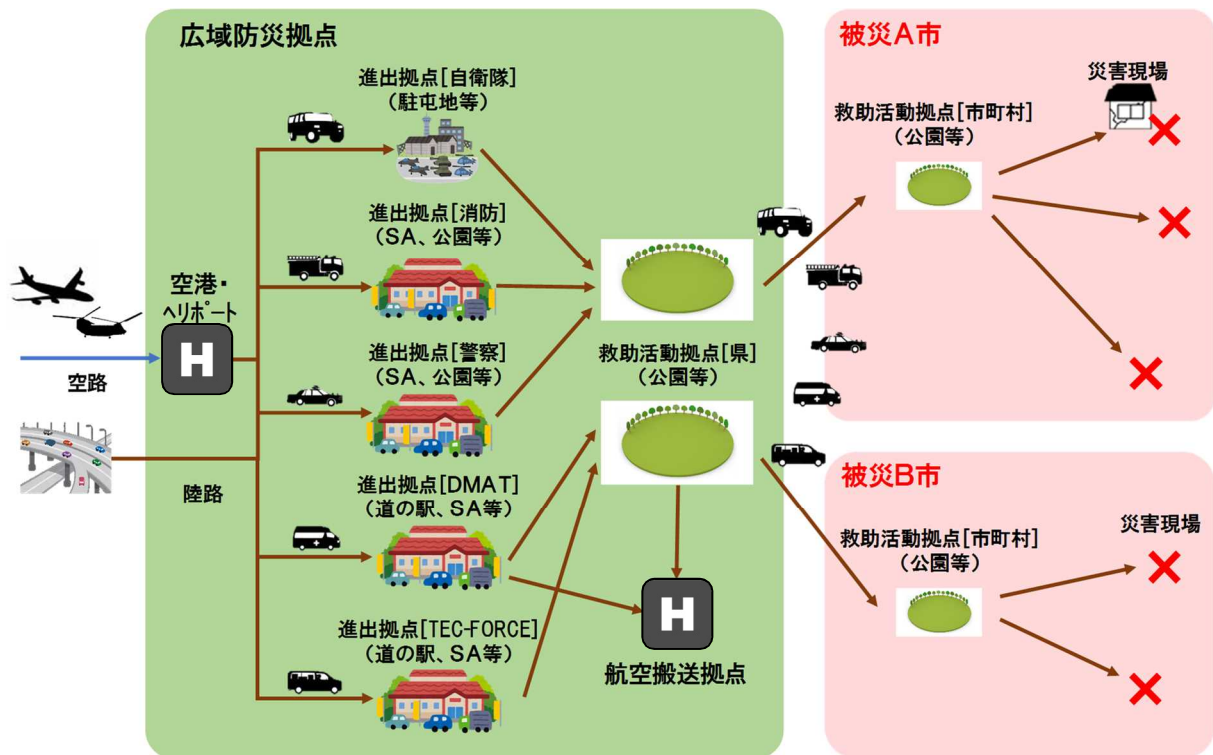 広域防災拠点
進出拠点[自衛隊]
(駐屯地等)
進出拠点[消防]
(SA、公園等)
空港・
ヘリポート
H
空路
陸路
進出拠点[警察]
(SA、公園等)
進出拠点[DMAT]
(道の駅、SA等)
進出拠点[TEC-FORCE]
(道の駅、SA等)
救助活動拠点[県]
(公園等)
H
航空搬送拠点
被災A市
災害現場
救助活動拠点[市町村]
(公園等)
被災B市
災害現場
救助活動拠点[市町村]
(公園等)